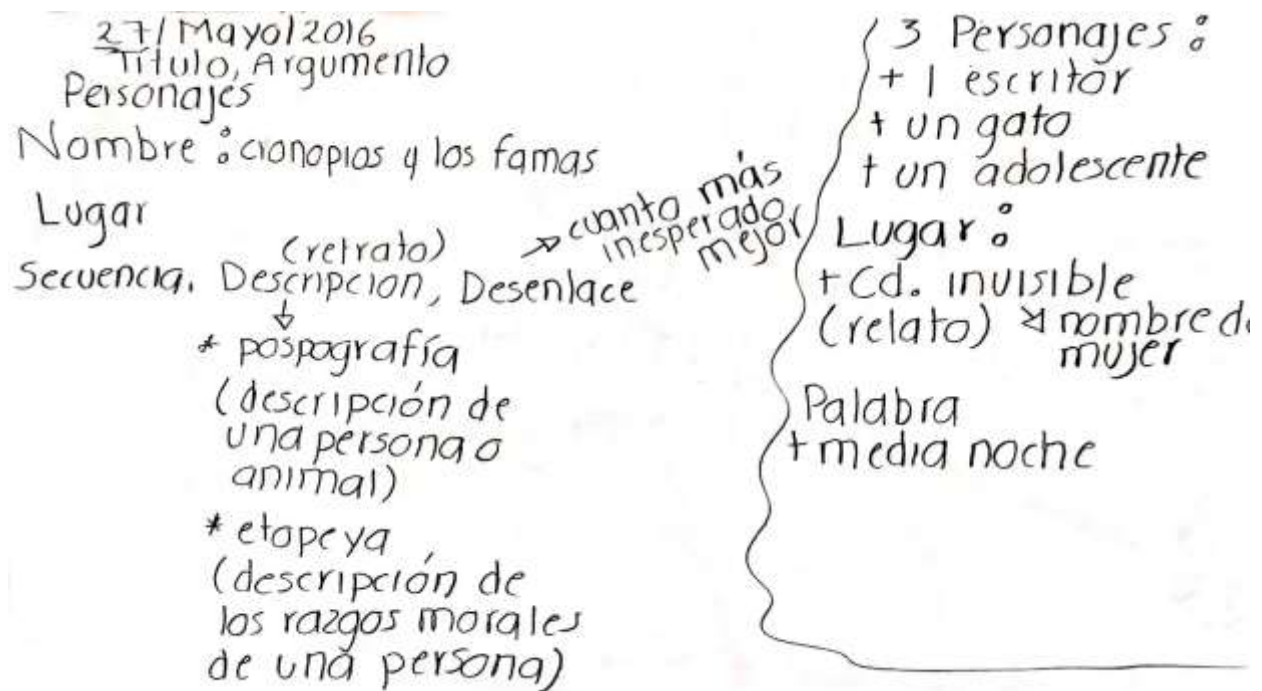 27/Mayo/2016
Título, Argumento
Personajes
Nombre: cronopios y los famas
Lugar
(retrato)
Secuencia, Descripcion, Desenlace
→ cuanto más
inesperado
mejor
* pospografía
(descripción de
una persona o
animal)
* etopeya
(descripción de
los razgos morales
de una persona)
3 Personajes:
+ 1 escritor
+ un gato
+ un adolescente
Lugar:
+ Cd. invisible
(relato) → nombre de
mujer
Palabra
+ media noche